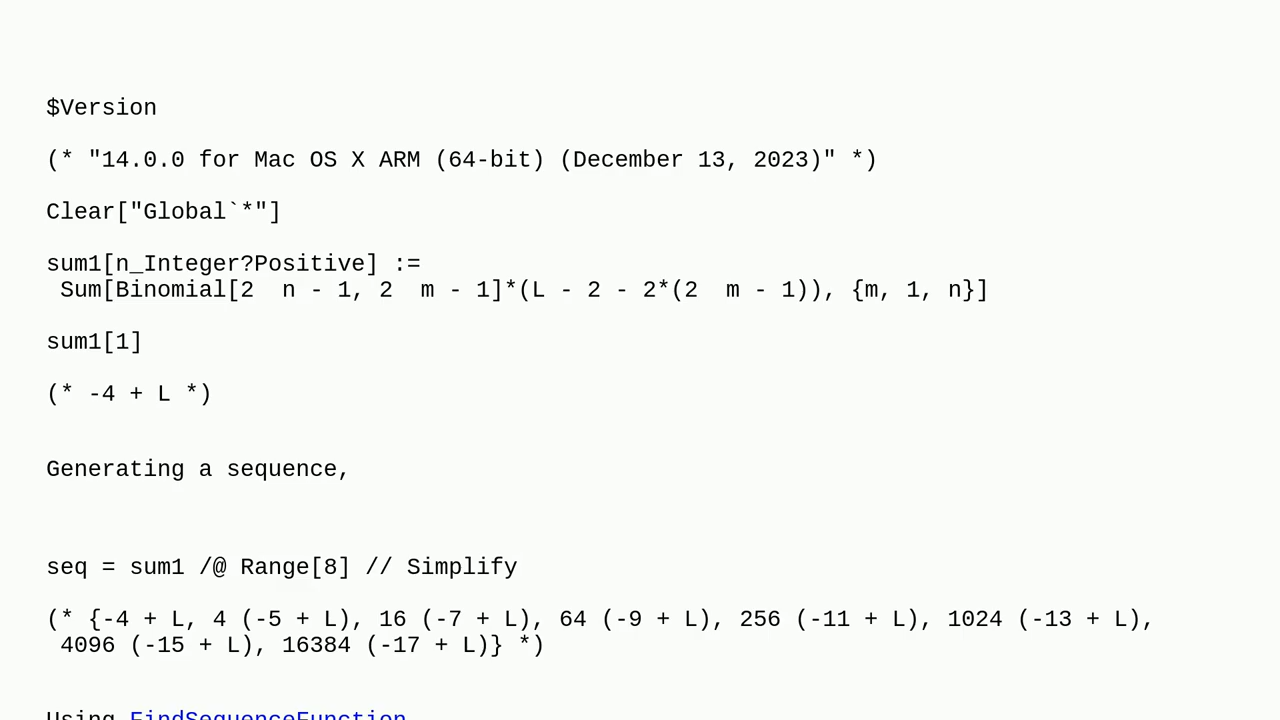 $Version
(* "14.0.0 for Mac OS X ARM (64-bit) (December 13, 2023)" *)
Clear["Global`*"]
sum1[n_Integer?Positive] :=
 Sum[Binomial[2  n - 1, 2  m - 1]*(L - 2 - 2*(2  m - 1)), {m, 1, n}]
sum1[1]
(* -4 + L *)
Generating a sequence,
seq = sum1 /@ Range[8] // Simplify
(* {-4 + L, 4 (-5 + L), 16 (-7 + L), 64 (-9 + L), 256 (-11 + L), 1024 (-13 + L),
 4096 (-15 + L), 16384 (-17 + L)} *)
Using FindSequenceFunction